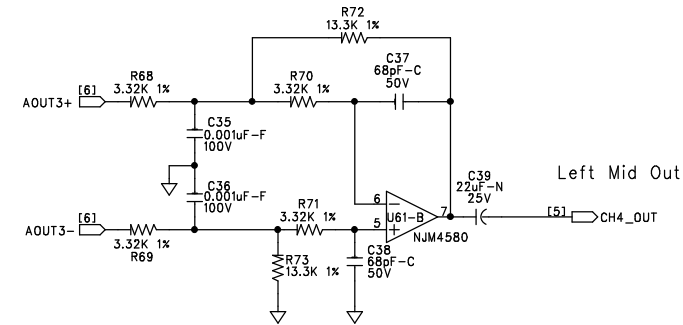 R72
13.3K 1%
C37
68pF-C
50V
[6]
R68
3.32K 1%
R70
3.32K 1%
AOUT3+
C35
0.001uF-F
100V
C36
0.001uF-F
100V
Left Mid Out
C39
22uF-N
25V
6
U61-B
7
5
NJM4580
[5]
CH4_OUT
[6]
AOUT3-
3.32K 1%
R69
R71
3.32K 1%
R73
13.3K 1%
C38
68pF-C
50V